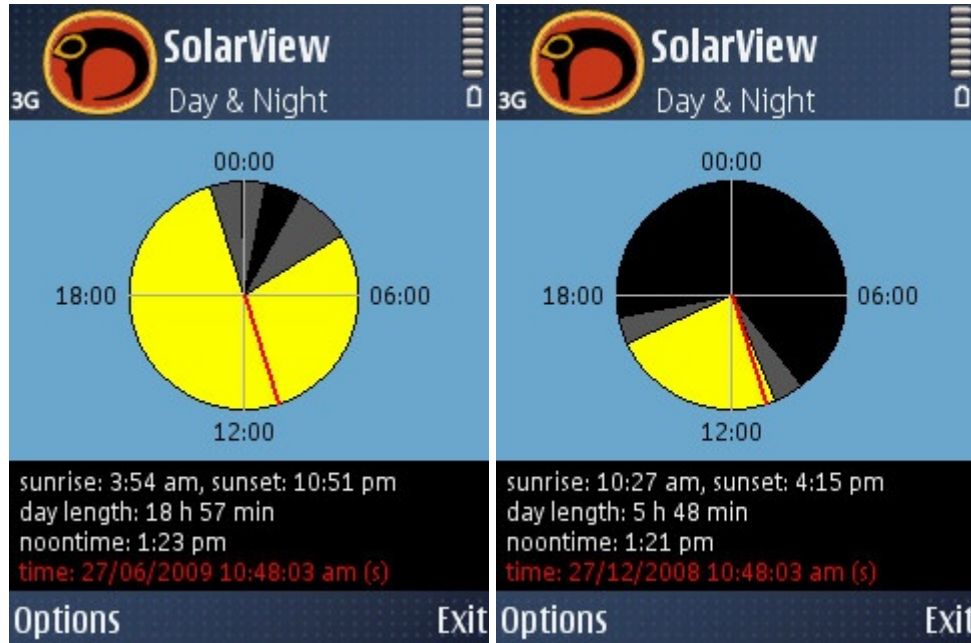 SolarView
3G
Day & Night
00:00
18:00
06:00
12:00
sunrise: 3:54 am, sunset: 10:51 pm
day length: 18 h 57 min
noontime: 1:23 pm
time: 27/06/2009 10:48:03 am (s)
Options
Exit
SolarView
3G
Day & Night
00:00
18:00
06:00
12:00
sunrise: 10:27 am, sunset: 4:15 pm
day length: 5 h 48 min
noontime: 1:21 pm
time: 27/12/2008 10:48:03 am (s)
Options
Exit